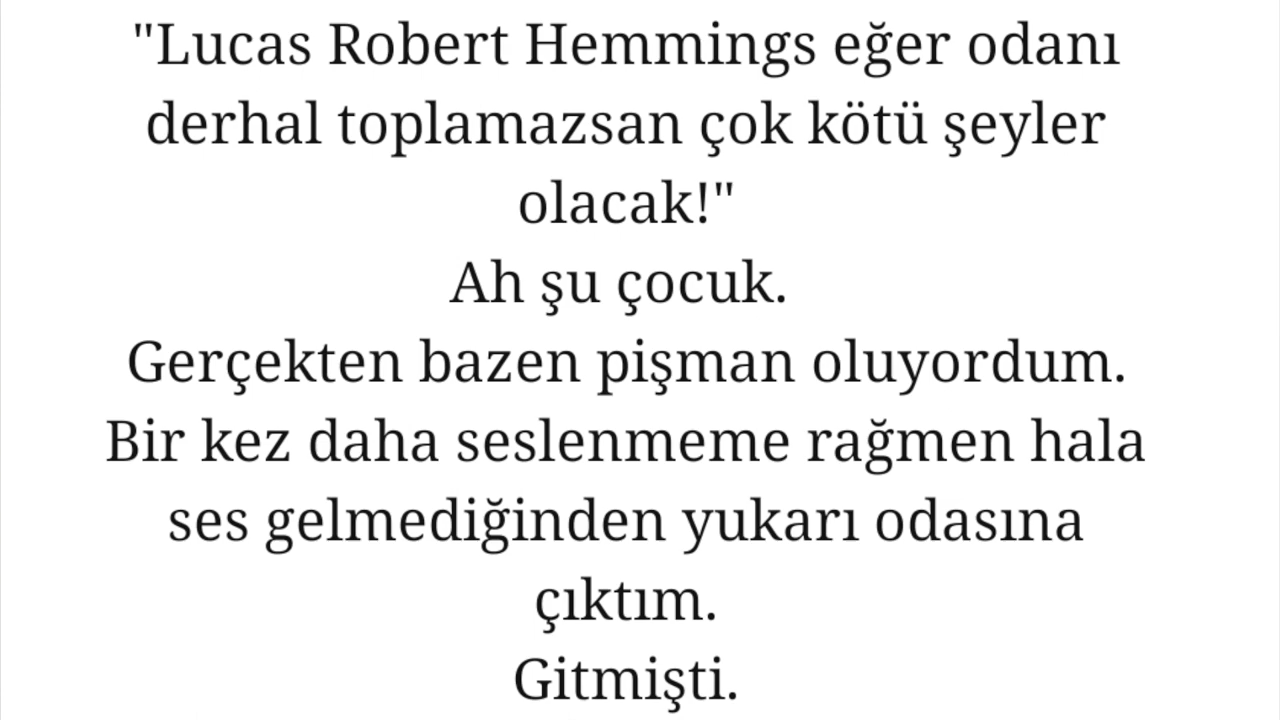 "Lucas Robert Hemmings eğer odanı
derhal toplamazsan çok kötü şeyler
olacak!"
Ah şu çocuk.
Gerçekten bazen pişman oluyordum.
Bir kez daha seslenmeme rağmen hala
ses gelmediğinden yukarı odasına
çıktım.
Gitmişti.